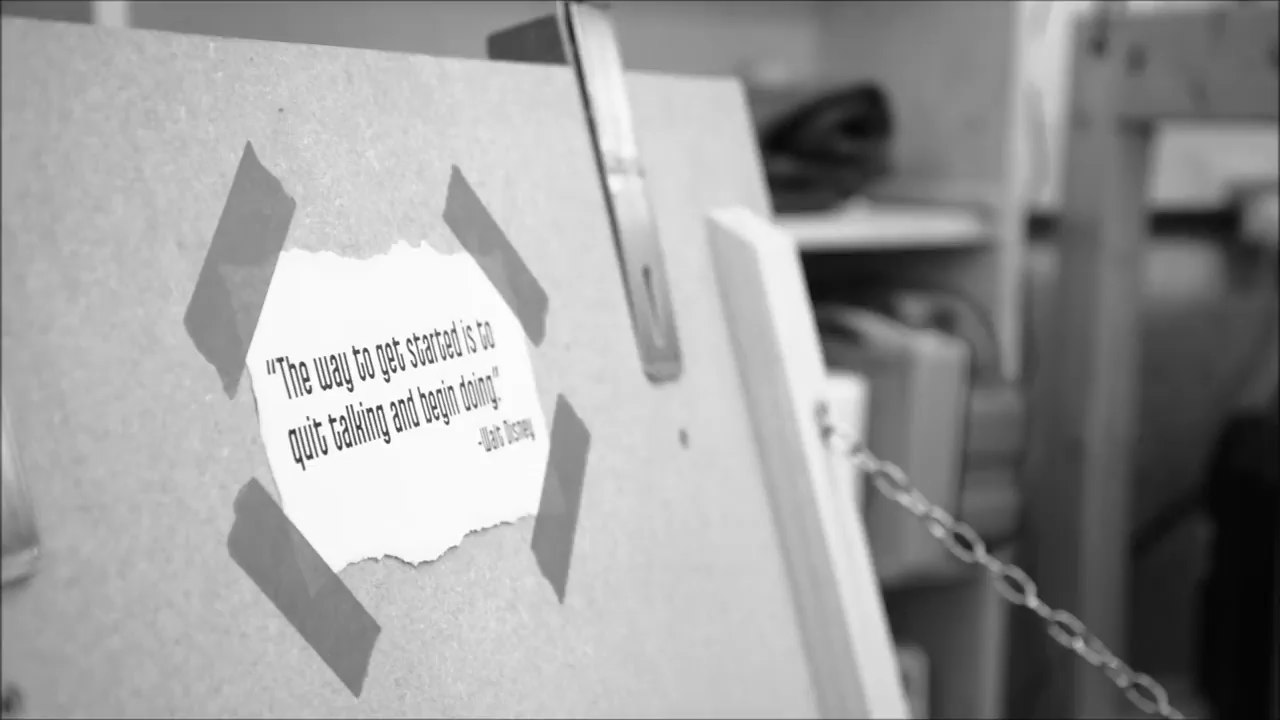 “The way to get started is to
quit talking and begin doing.”
-Walt Disney